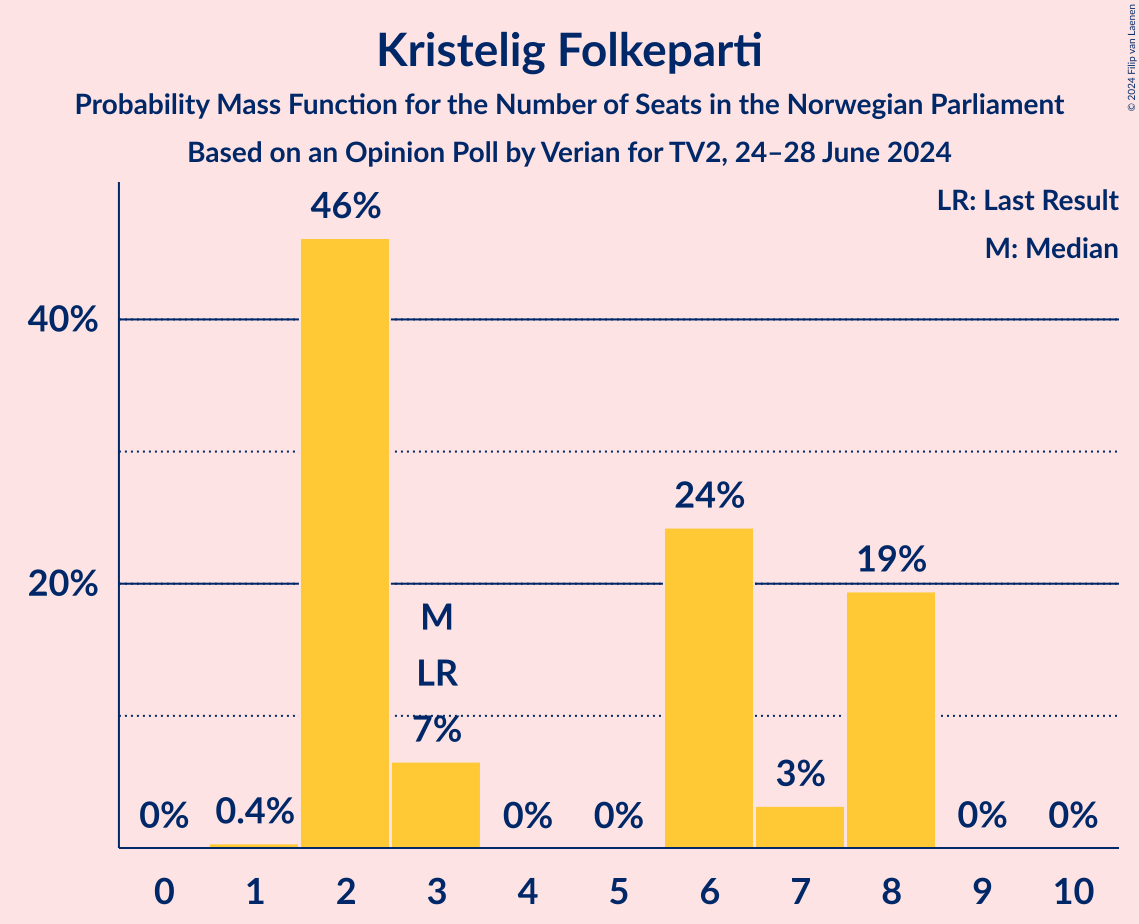 Kristelig Folkeparti
Probability Mass Function for the Number of Seats in the Norwegian Parliament
Based on an Opinion Poll by Verian for TV2, 24–28 June 2024
© 2024 Filip van Laenen
LR: Last Result
M: Median
40%
20%
0%
0.4%
46%
M
LR
7%
0%
0%
24%
3%
19%
0%
0%
0 1 2 3 4 5 6 7 8 9 10